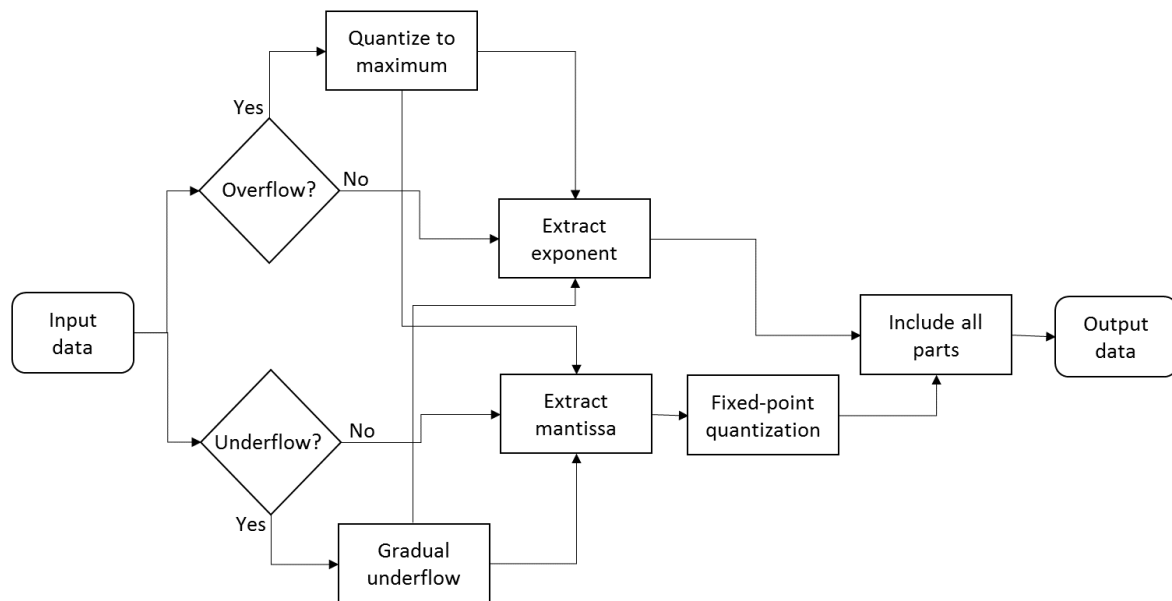 Quantize to
maximum
Yes
Overflow?
No
Extract
exponent
Input
data
Include all
parts
Output
data
Underflow?
No
Extract
mantissa
Fixed-point
quantization
Yes
Gradual
underflow